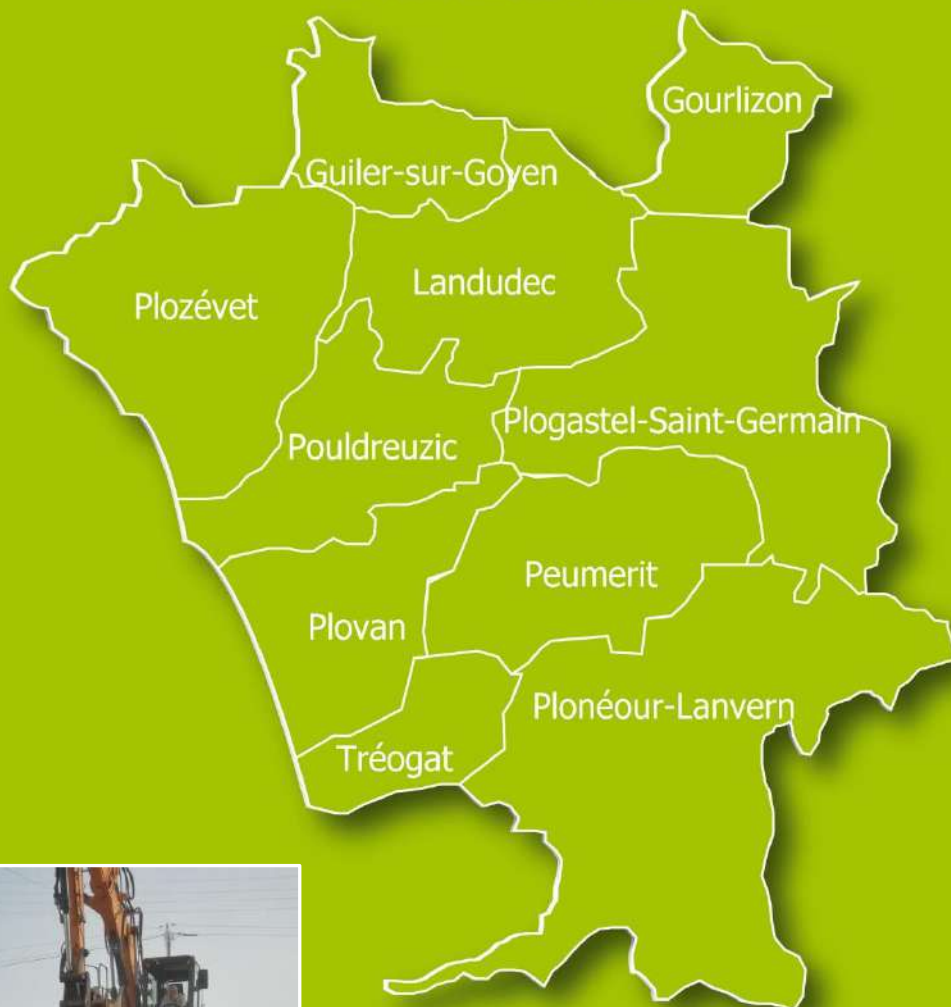 Gourlizon
Guiler-sur-Goyen
Landudec
Plozévet
Plogastel-Saint-Germain
Pouldreuzic
Peumerit
Plovan
Plonéour-Lanvern
Tréogat